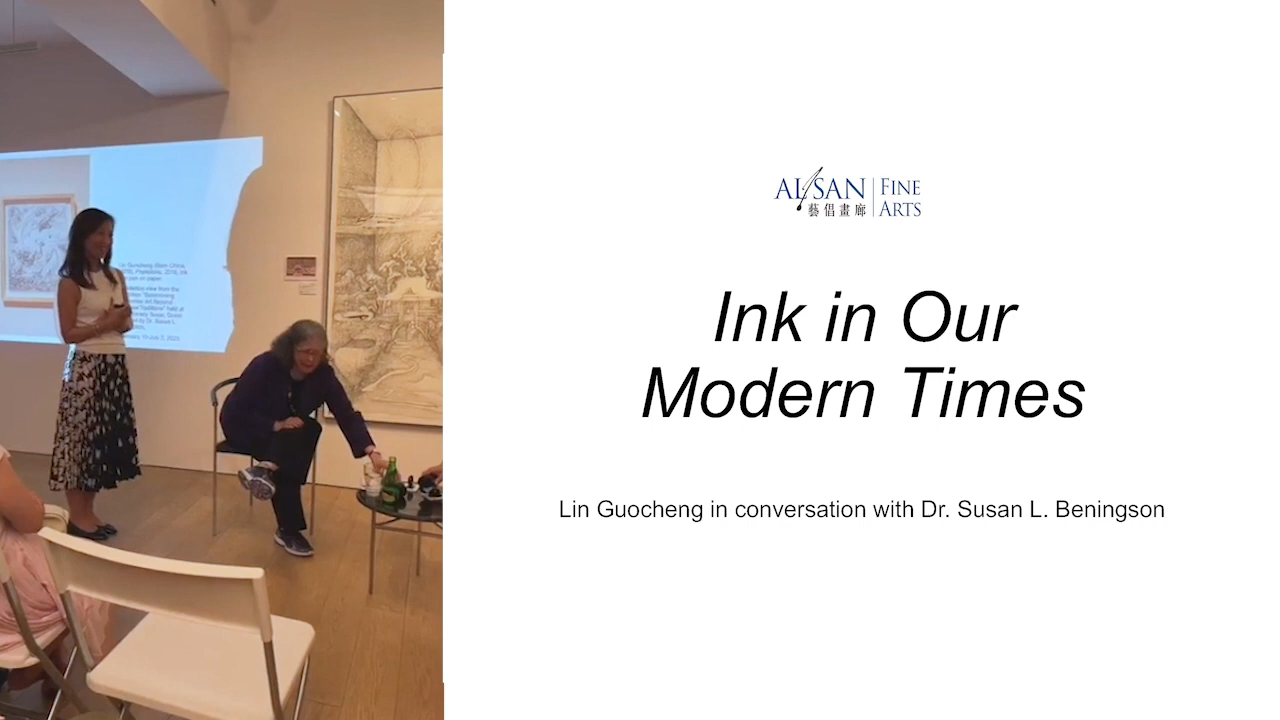 ALISAN FINE
藝倡畫廊 ARTS
Ink in Our
Modern Times
Lin Guocheng in conversation with Dr. Susan L. Beningson